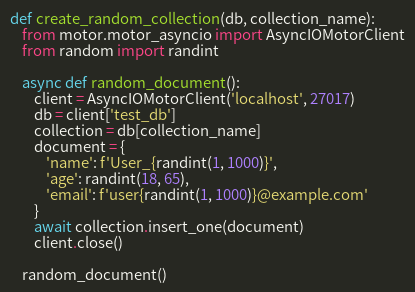 def create_random_collection(db, collection_name):
    from motor.motor_asyncio import AsyncIOMotorClient
    from random import randint

    async def random_document():
        client = AsyncIOMotorClient('localhost', 27017)
        db = client['test_db']
        collection = db[collection_name]
        document = {
            'name': f'User_{randint(1, 1000)}',
            'age': randint(18, 65),
            'email': f'user{randint(1, 1000)}@example.com'
        }
        await collection.insert_one(document)
        client.close()

    random_document()